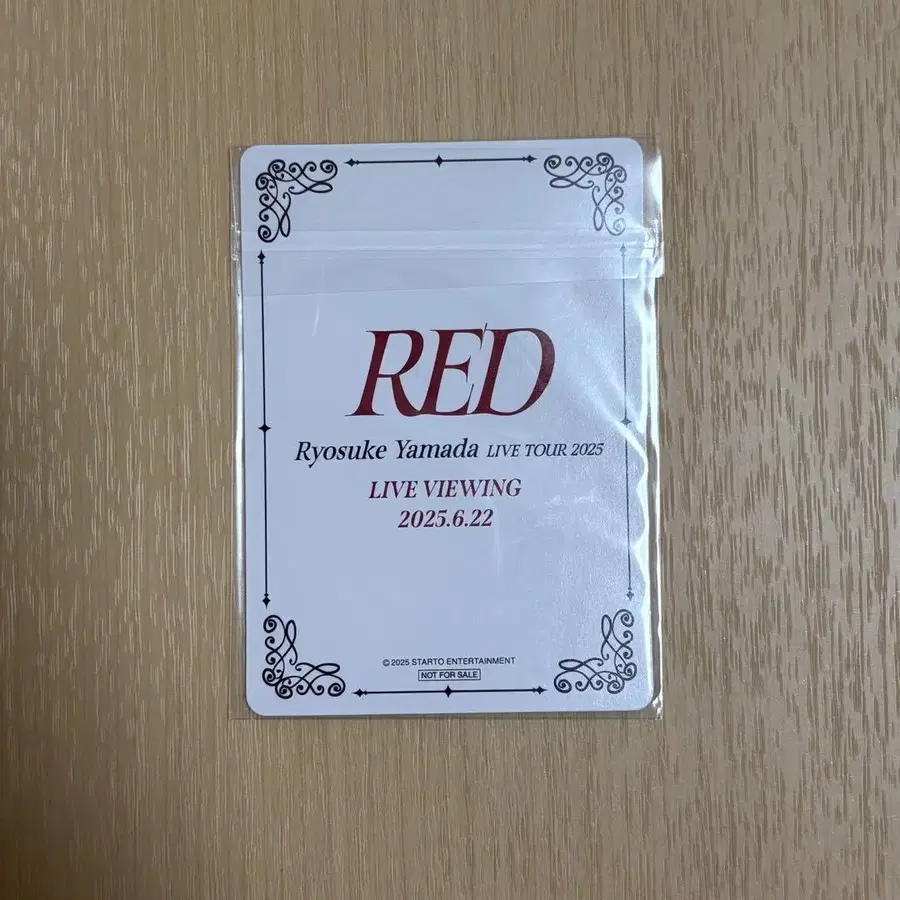 RED
Ryosuke Yamada LIVE TOUR 2025
LIVE VIEWING
2025.6.22
© 2025 STARTO ENTERTAINMENT
NOT FOR SALE